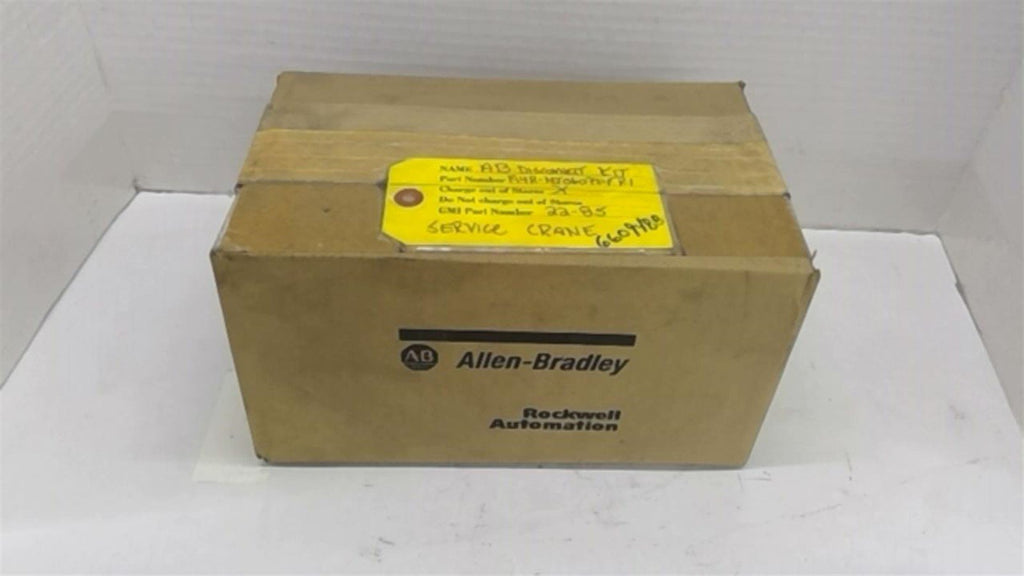 NAME AB DISCONNECT KIT
Part Number
Charge out of Stores X
Do Not charge out of Stores
GMI Part Number 22-85
SERVICE CRANE
AB Allen-Bradley
Rockwell
Automation